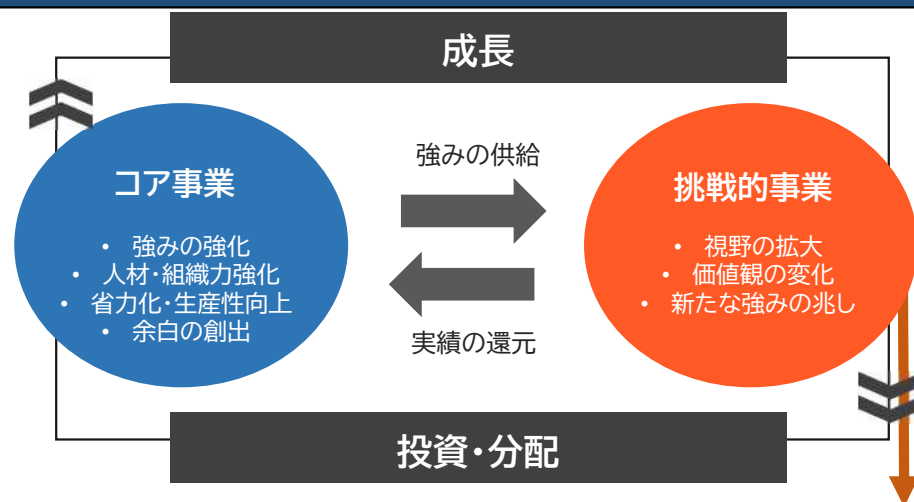 成長
強みの供給
コア事業
• 強みの強化
• 人材・組織力強化
• 省力化・生産性向上
• 余白の創出
挑戦的事業
• 視野の拡大
• 価値観の変化
• 新たな強みの兆し
実績の還元
投資・分配